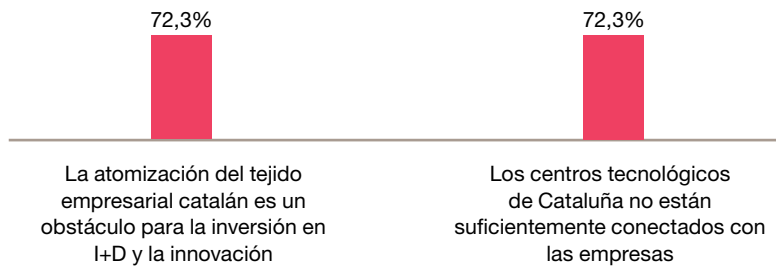 72,3%
72,3%
La atomización del tejido
empresarial catalán es un
obstáculo para la inversión en
I+D y la innovación
Los centros tecnológicos
de Cataluña no están
suficientemente conectados con
las empresas